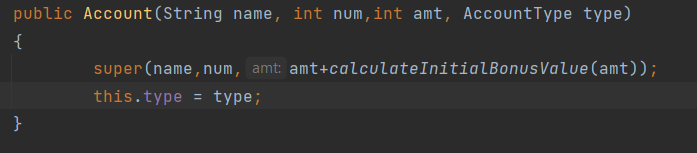 public Account(String name, int num,int amt, AccountType type)
{
super(name,num, amt: amt+calculateInitialBonusValue(amt));
this.type = type;
}